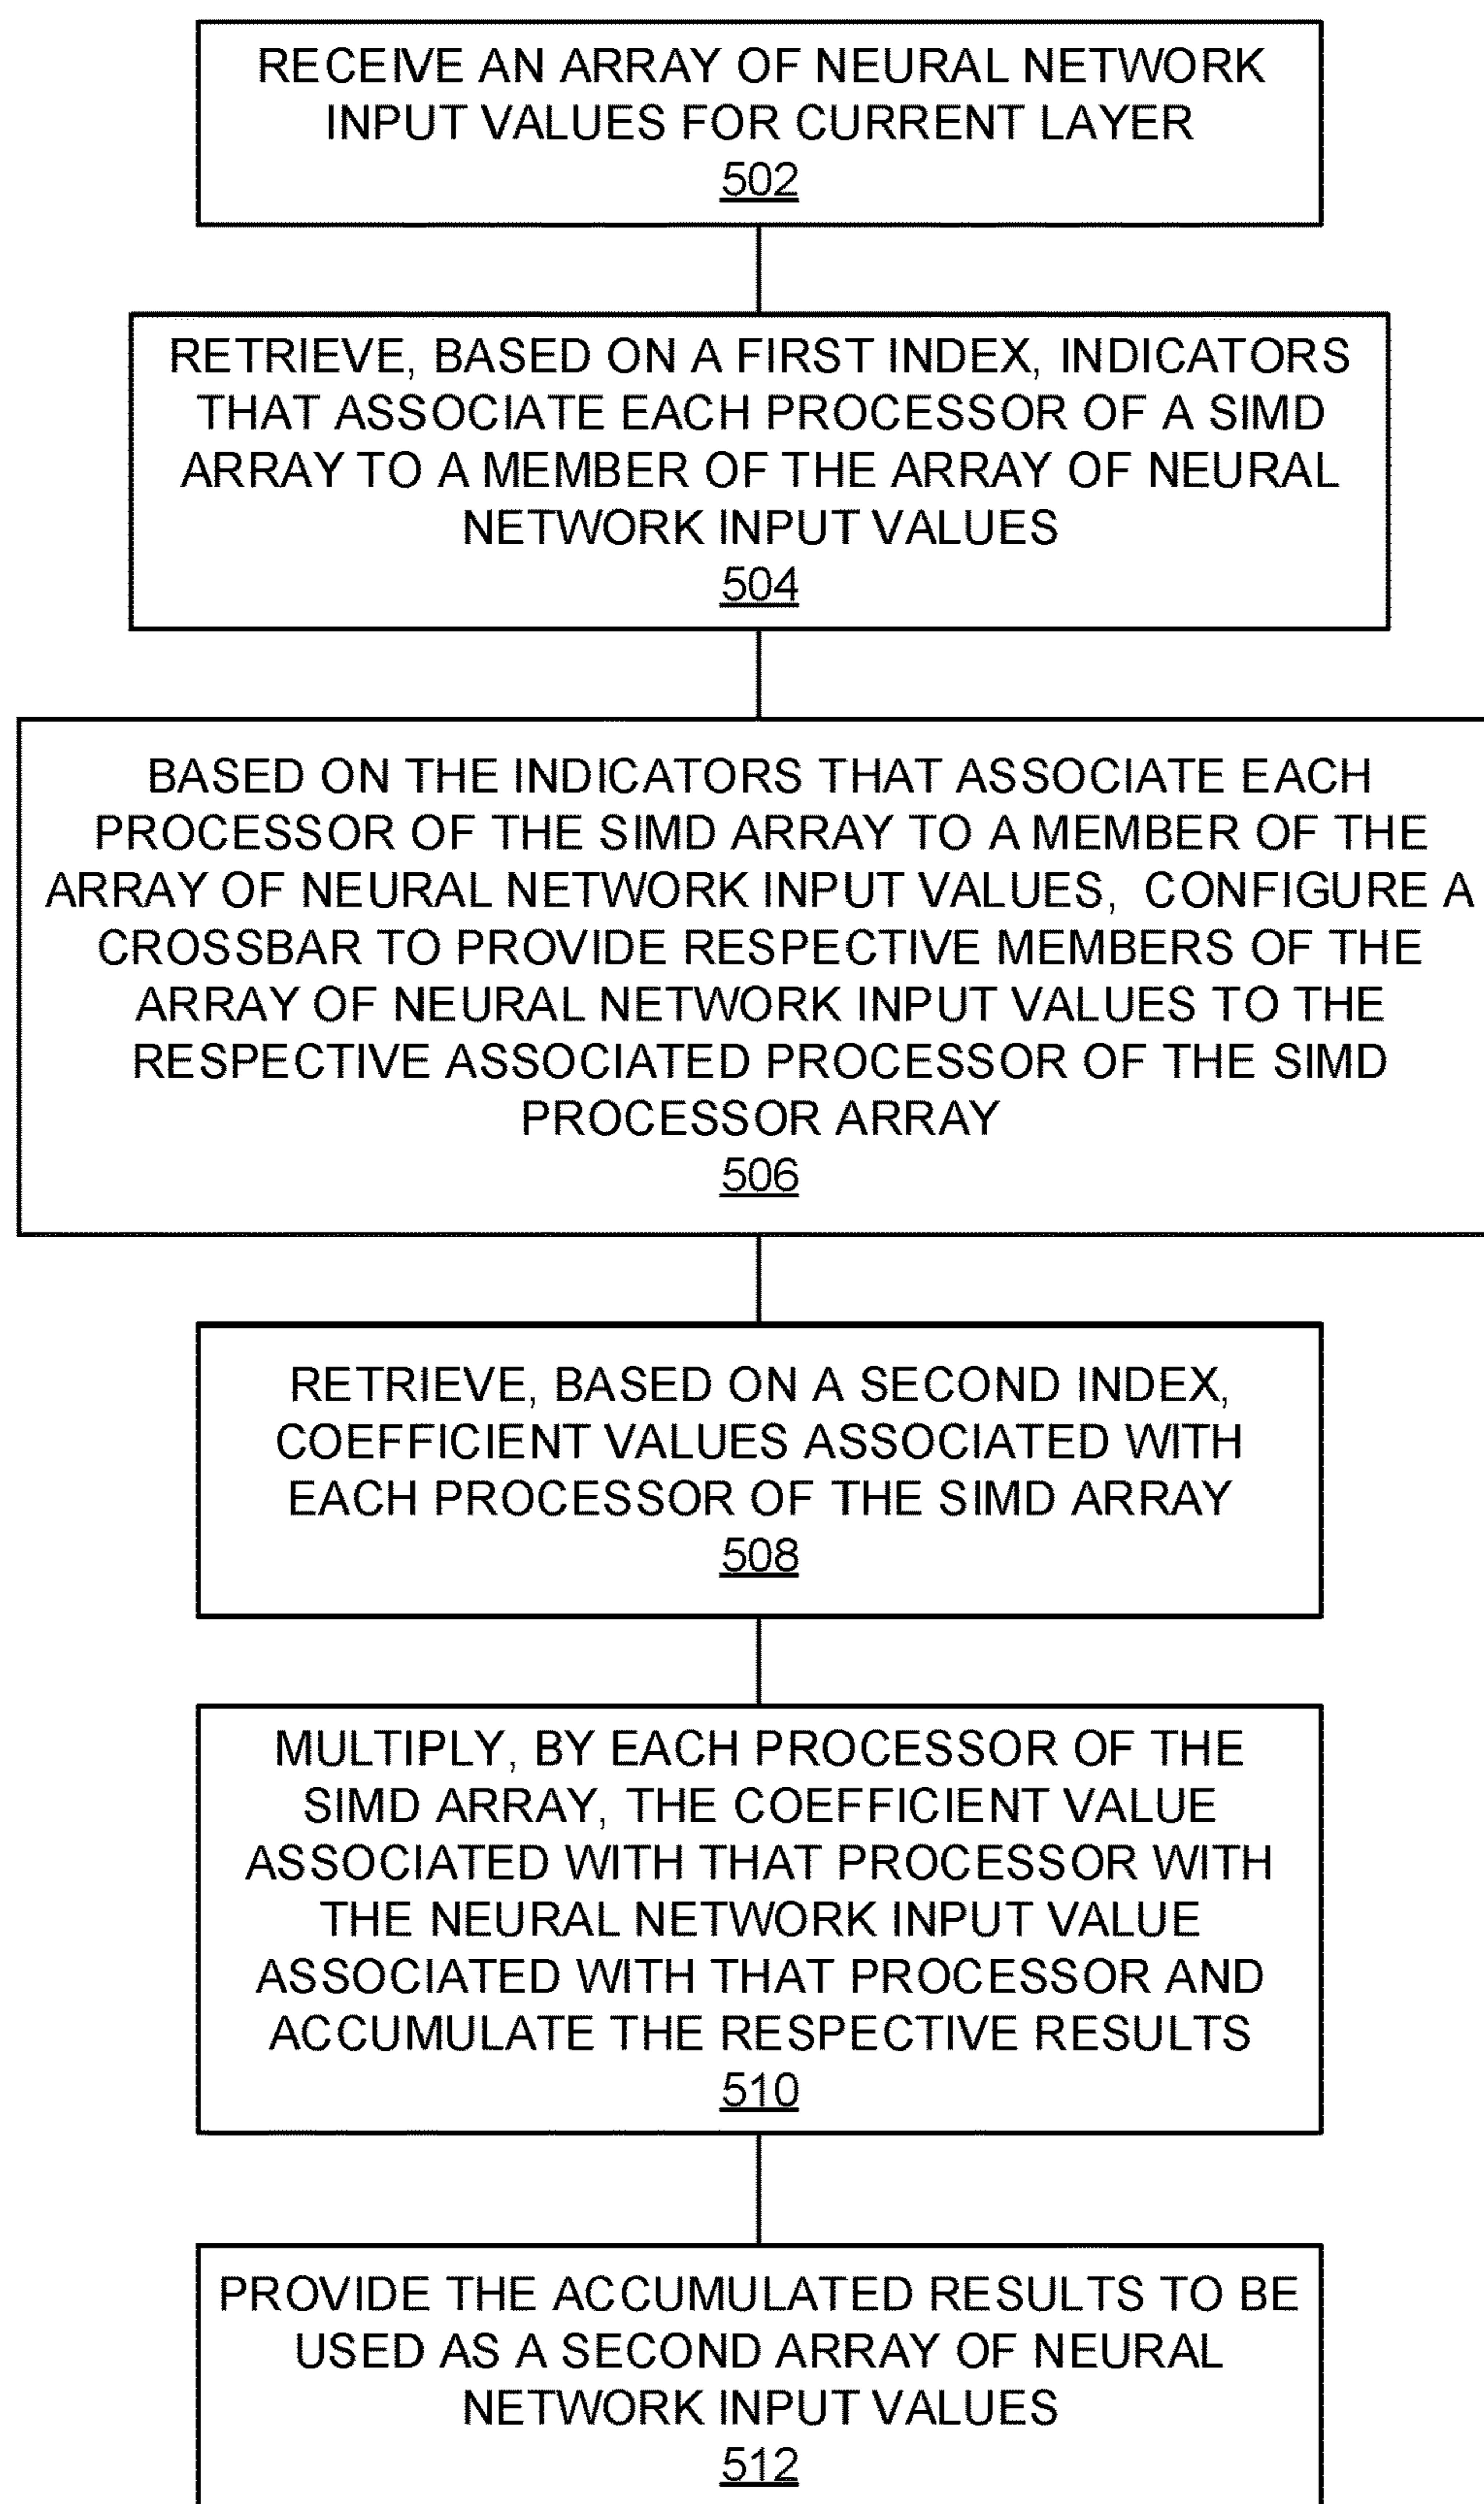 RECEIVE AN ARRAY OF NEURAL NETWORK
INPUT VALUES FOR CURRENT LAYER
502
RETRIEVE, BASED ON A FIRST INDEX, INDICATORS
THAT ASSOCIATE EACH PROCESSOR OF A SIMD
ARRAY TO A MEMBER OF THE ARRAY OF NEURAL
NETWORK INPUT VALUES
504
BASED ON THE INDICATORS THAT ASSOCIATE EACH
PROCESSOR OF THE SIMD ARRAY TO A MEMBER OF THE
ARRAY OF NEURAL NETWORK INPUT VALUES, CONFIGURE A
CROSSBAR TO PROVIDE RESPECTIVE MEMBERS OF THE
ARRAY OF NEURAL NETWORK INPUT VALUES TO THE
RESPECTIVE ASSOCIATED PROCESSOR OF THE SIMD
PROCESSOR ARRAY
506
RETRIEVE, BASED ON A SECOND INDEX,
COEFFICIENT VALUES ASSOCIATED WITH
EACH PROCESSOR OF THE SIMD ARRAY
508
MULTIPLY, BY EACH PROCESSOR OF THE
SIMD ARRAY, THE COEFFICIENT VALUE
ASSOCIATED WITH THAT PROCESSOR WITH
THE NEURAL NETWORK INPUT VALUE
ASSOCIATED WITH THAT PROCESSOR AND
ACCUMULATE THE RESPECTIVE RESULTS
510
PROVIDE THE ACCUMULATED RESULTS TO BE
USED AS A SECOND ARRAY OF NEURAL
NETWORK INPUT VALUES
512